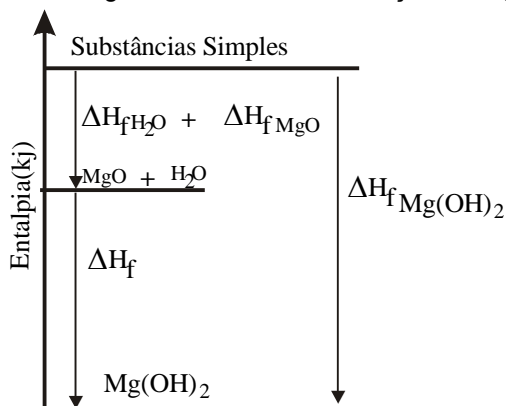 Substâncias Simples
ΔHfH₂O + ΔHf MgO
MgO + H₂O
ΔHf Mg(OH)₂
ΔHf
Mg(OH)₂
Entalpia(kj)